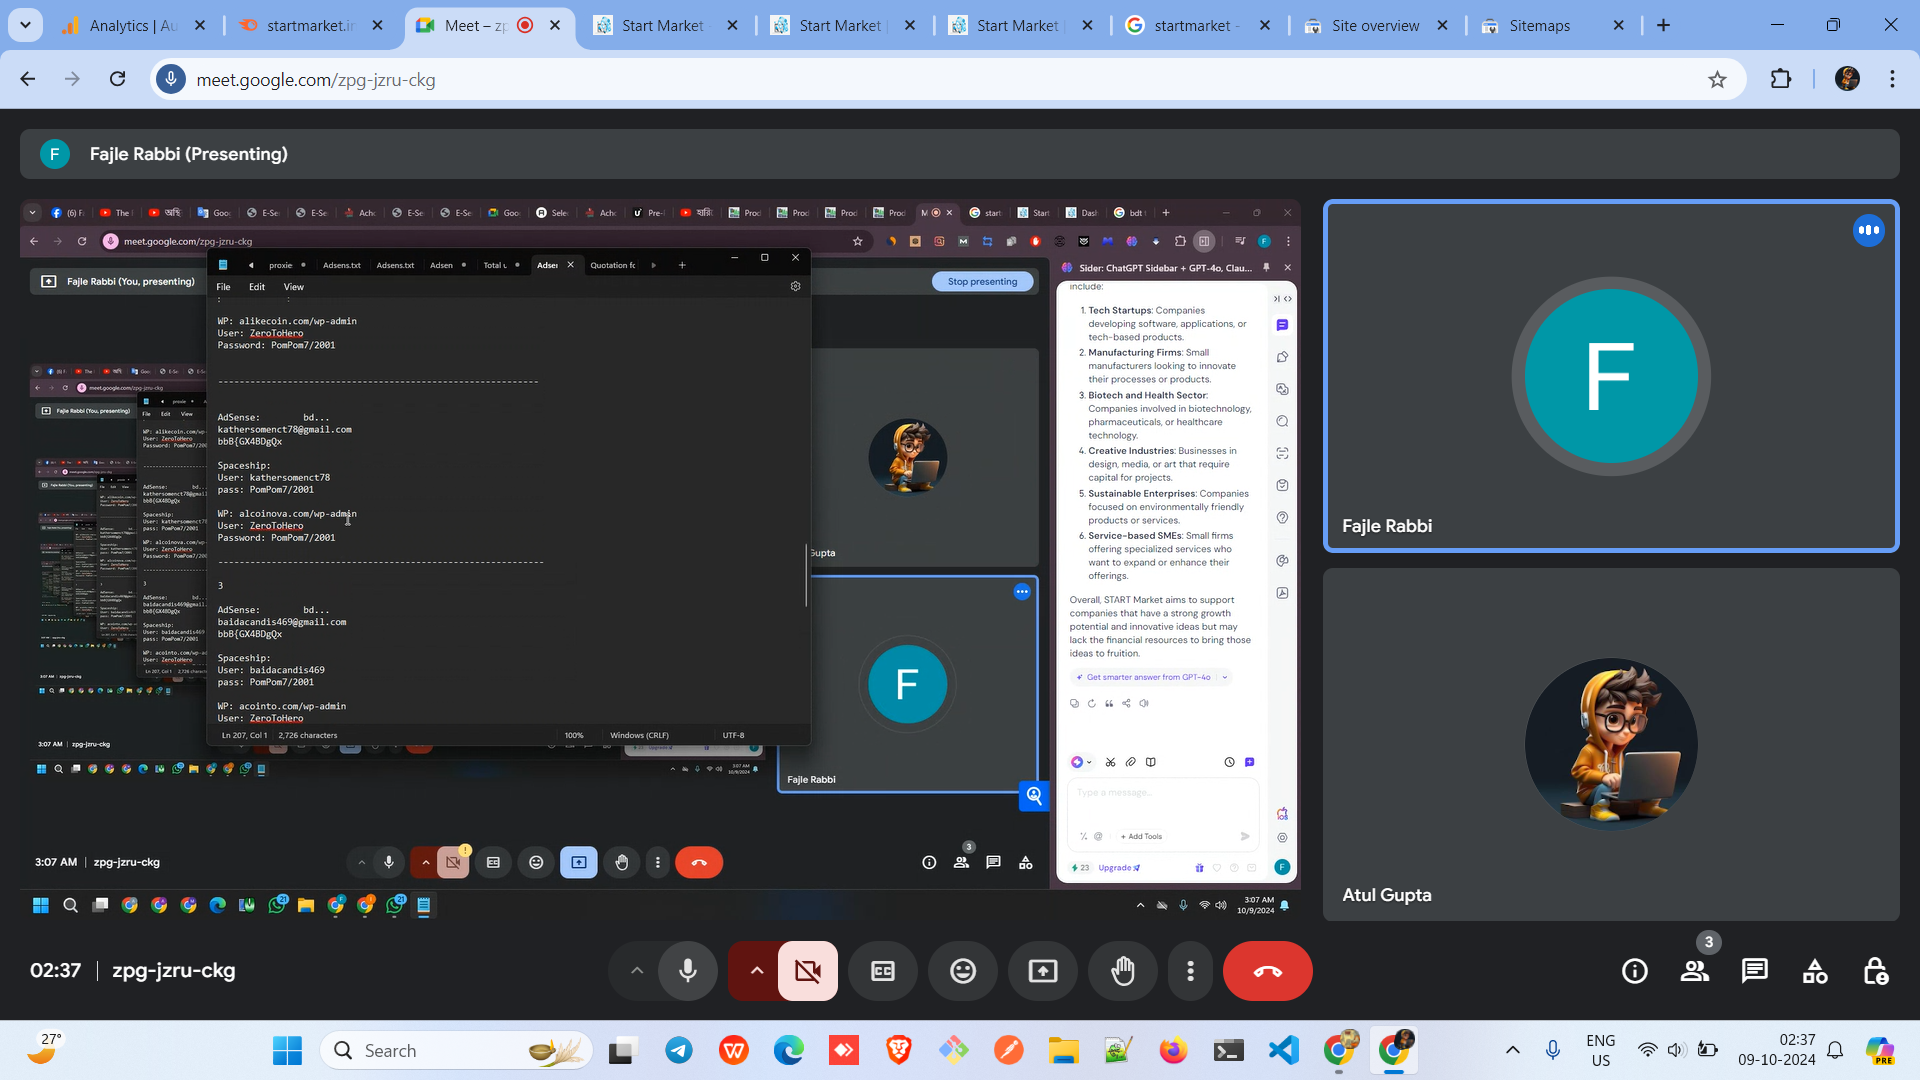 Analytics | Au
startmarket.ir
Meet – zp
Start Market -
Start Market |
Start Market |
startmarket -
Site overview
Sitemaps
meet.google.com/zpg-jzru-ckg
F
Fajle Rabbi (Presenting)
meet.google.com/zpg-jzru-ckg
Fajle Rabbi (You, presenting)
Stop presenting
proxie
Adsens.txt
Adsens.txt
Adsen
Total u
Adser
Quotation fo
File
Edit
View
WP: alikecoin.com/wp-admin
User: ZeroToHero
Password: PomPom7/2001
------------------------------------------------------------
AdSense: bd...
kathersomenct78@gmail.com
bbB{GX4BDgQx
Spaceship:
User: kathersomenct78
pass: PomPom7/2001
WP: alcoinova.com/wp-admin
User: ZeroToHero
Password: PomPom7/2001
-----------------------------------------------------------
3
AdSense: bd...
baidacandis469@gmail.com
bbB{GX4BDgQx
Spaceship:
User: baidacandis469
pass: PomPom7/2001
WP: acointo.com/wp-admin
User: ZeroToHero
Ln 207, Col 1
2,726 characters
100%
Windows (CRLF)
UTF-8
Gupta
F
Fajle Rabbi
Sider: ChatGPT Sidebar + GPT-4o, Clau...
include:
1. Tech Startups: Companies
developing software, applications, or
tech-based products.
2. Manufacturing Firms: Small
manufacturers looking to innovate
their processes or products.
3. Biotech and Health Sector:
Companies involved in biotechnology,
pharmaceuticals, or healthcare
technology.
4. Creative Industries: Businesses in
design, media, or art that require
capital for projects.
5. Sustainable Enterprises: Companies
focused on environmentally friendly
products or services.
6. Service-based SMEs: Small firms
offering specialized services who
want to expand or enhance their
offerings.
Overall, START Market aims to support
companies that have a strong growth
potential and innovative ideas but may
lack the financial resources to bring those
ideas to fruition.
Get smarter answer from GPT-4o
Type a message...
+ Add Tools
23
Upgrade
3:07 AM | zpg-jzru-ckg
3
3:07 AM
10/9/2024
F
Fajle Rabbi
Atul Gupta
02:37 | zpg-jzru-ckg
3
27°
Search
ENG
US
02:37
09-10-2024
PRE